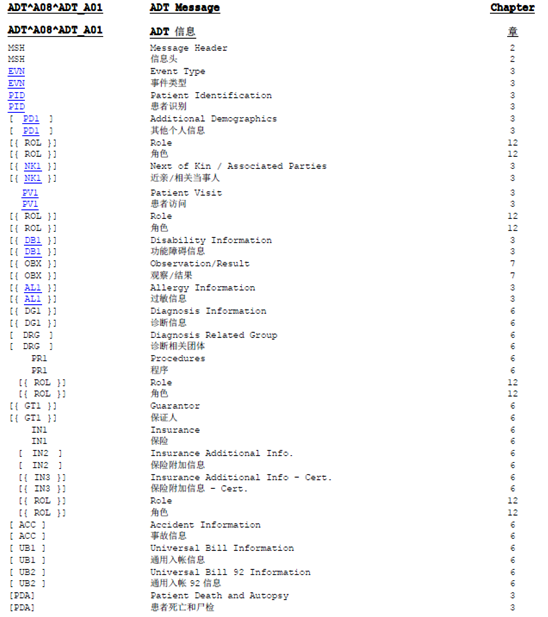 ADT^A08^ADT_A01 ADT Message Chapter
ADT^A08^ADT_A01 ADT 信息 章
MSH Message Header 2
MSH 信息头 2
EVN Event Type 3
EVN 事件类型 3
PID Patient Identification 3
PID 患者识别 3
[ PD1 ] Additional Demographics 3
[ PD1 ] 其他个人信息 3
[{ ROL }] Role 12
[{ ROL }] 角色 12
[{ NK1 }] Next of Kin / Associated Parties 3
[{ NK1 }] 近亲/相关当事人 3
PV1 Patient Visit 3
PV1 患者访问 3
[{ ROL }] Role 12
[{ ROL }] 角色 12
[{ DB1 }] Disability Information 3
[{ DB1 }] 功能障碍信息 3
[{ OBX }] Observation/Result 7
[{ OBX }] 观察/结果 7
[{ AL1 }] Allergy Information 3
[{ AL1 }] 过敏信息 3
[{ DG1 }] Diagnosis Information 6
[{ DG1 }] 诊断信息 6
[ DRG ] Diagnosis Related Group 6
[ DRG ] 诊断相关团体 6
PR1 Procedures 6
PR1 程序 6
[{ ROL }] Role 12
[{ ROL }] 角色 12
[{ GT1 }] Guarantor 6
[{ GT1 }] 保证人 6
IN1 Insurance 6
IN1 保险 6
[ IN2 ] Insurance Additional Info. 6
[ IN2 ] 保险附加信息 6
[{ IN3 }] Insurance Additional Info - Cert. 6
[{ IN3 }] 保险附加信息 - Cert. 6
[{ ROL }] Role 12
[{ ROL }] 角色 12
[ ACC ] Accident Information 6
[ ACC ] 事故信息 6
[ UB1 ] Universal Bill Information 6
[ UB1 ] 通用入帐信息 6
[ UB2 ] Universal Bill 92 Information 6
[ UB2 ] 通用入帐 92 信息 6
[PDA] Patient Death and Autopsy 3
[PDA] 患者死亡和尸检 3